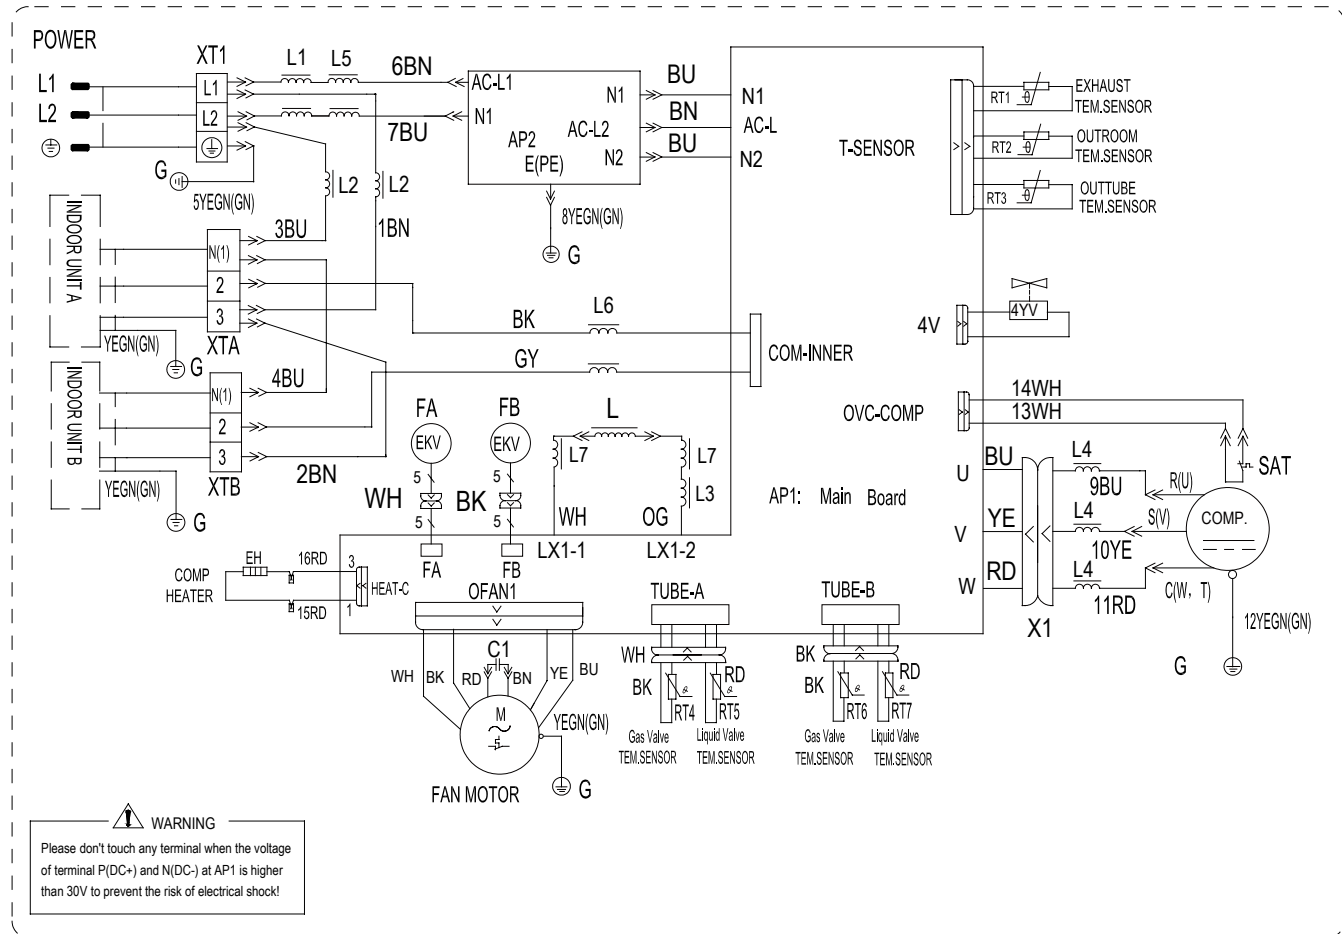 POWER
XT1
L1
L5
6BN
L1
L1
AC-L1
N1
BU
N1
L2
L2
N1
AP2
AC-L2
BN
AC-L
7BU
E(PE)
N2
BU
N2
G
5YEGN(GN)
L2
L2
8YEGN(GN)
G
T-SENSOR
RT1
θ
EXHAUST
TEM.SENSOR
RT2
θ
OUTROOM
TEM.SENSOR
RT3
θ
OUTTUBE
TEM.SENSOR
INDOOR UNIT A
3BU
1BN
N(1)
2
3
XTA
YEGN(GN)
G
BK
L6
GY
COM-INNER
4V
4YV
INDOOR UNIT B
4BU
N(1)
2
3
XTB
2BN
YEGN(GN)
G
FA
EKV
5
WH
5
FA
FB
EKV
5
BK
5
FB
L
L7
L7
L3
WH
OG
LX1-1
LX1-2
AP1: Main Board
OVC-COMP
14WH
13WH
SAT
U
BU
L4
9BU
R(U)
V
YE
L4
10YE
S(V)
COMP.
W
RD
L4
11RD
C(W, T)
X1
12YEGN(GN)
G
COMP
HEATER
EH
16RD
3
HEAT-C
15RD
1
OFAN1
C1
WH
BK
RD
BN
YE
BU
M
YEGN(GN)
G
FAN MOTOR
TUBE-A
WH
BK
RD
RT4
RT5
Gas Valve
TEM.SENSOR
Liquid Valve
TEM.SENSOR
TUBE-B
BK
BK
RD
RT6
RT7
Gas Valve
TEM.SENSOR
Liquid Valve
TEM.SENSOR
WARNING
Please don't touch any terminal when the voltage
of terminal P(DC+) and N(DC-) at AP1 is higher
than 30V to prevent the risk of electrical shock!